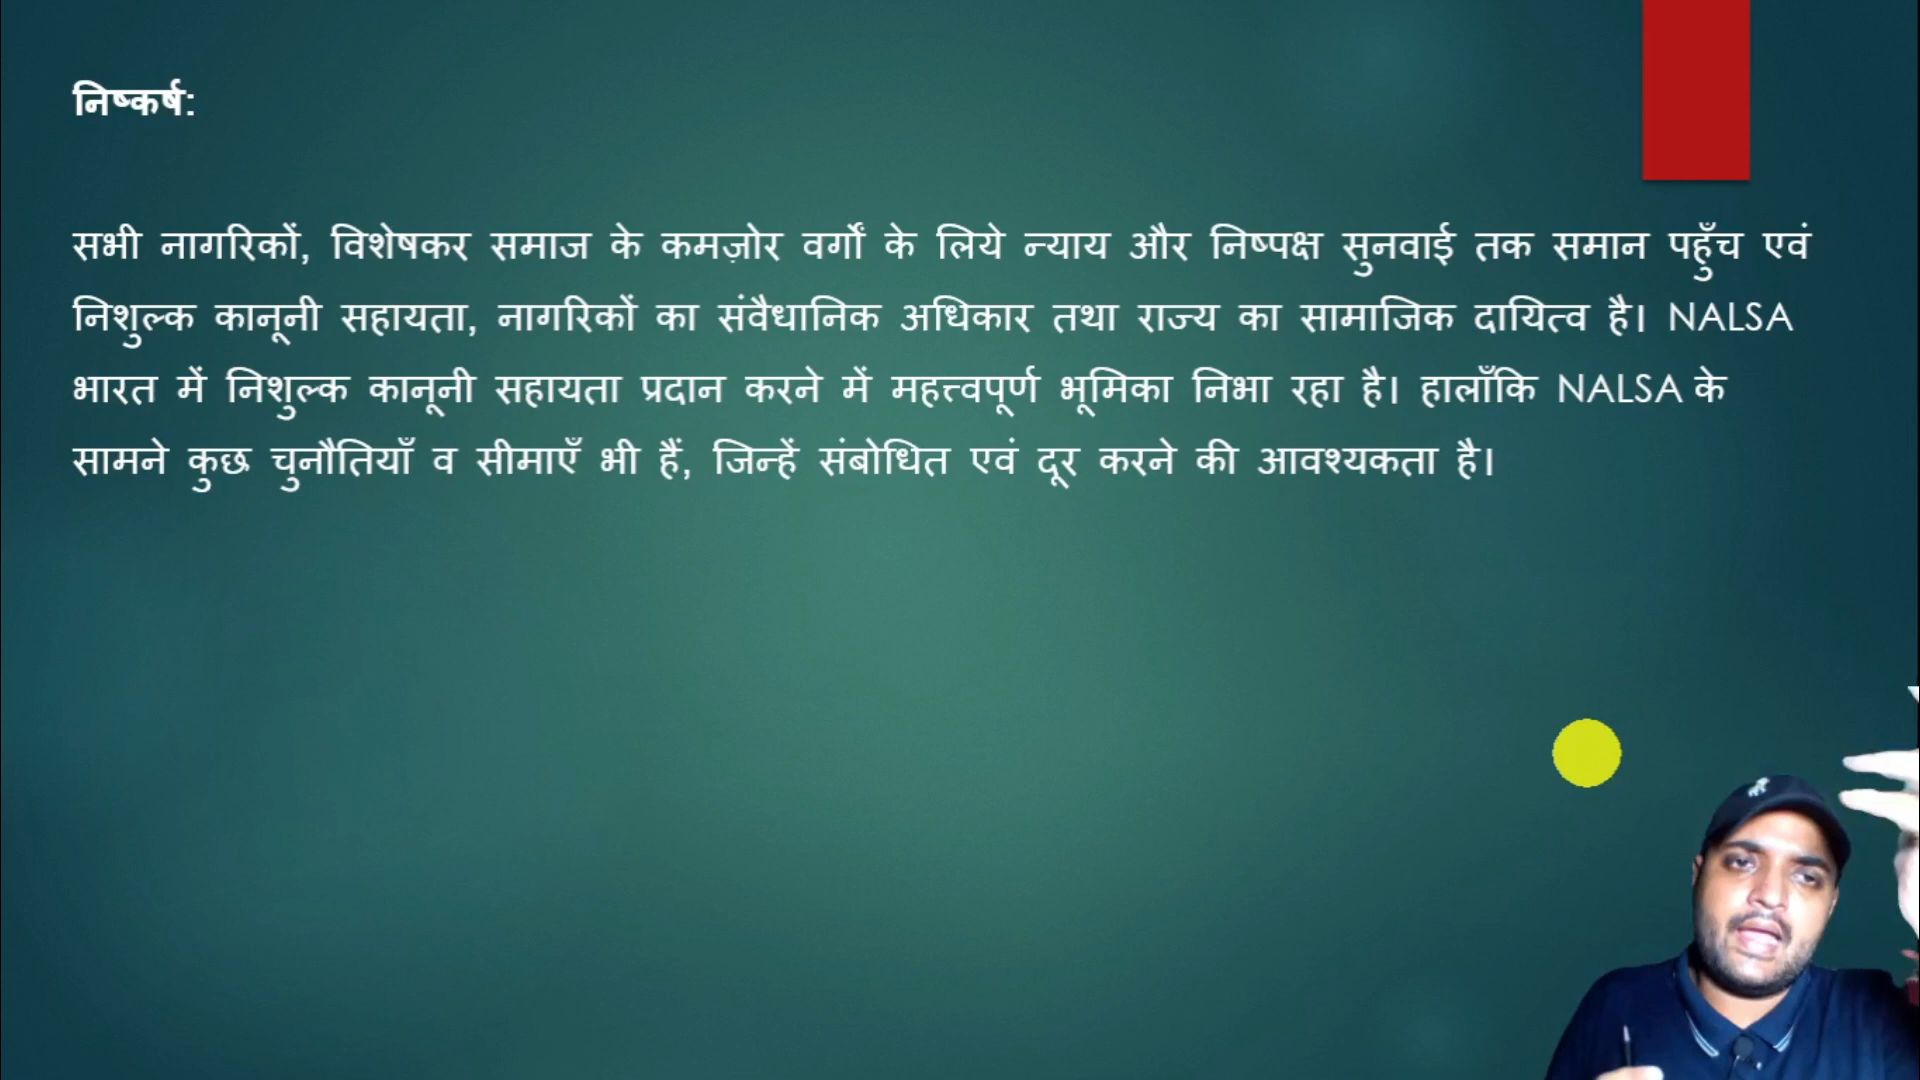 निष्कर्ष:
सभी नागरिकों, विशेषकर समाज के कमज़ोर वर्गों के लिये न्याय और निष्पक्ष सुनवाई तक समान पहुँच एवं
निशुल्क कानूनी सहायता, नागरिकों का संवैधानिक अधिकार तथा राज्य का सामाजिक दायित्व है। NALSA
भारत में निशुल्क कानूनी सहायता प्रदान करने में महत्त्वपूर्ण भूमिका निभा रहा है। हालाँकि NALSA के
सामने कुछ चुनौतियाँ व सीमाएँ भी हैं, जिन्हें संबोधित एवं दूर करने की आवश्यकता है।